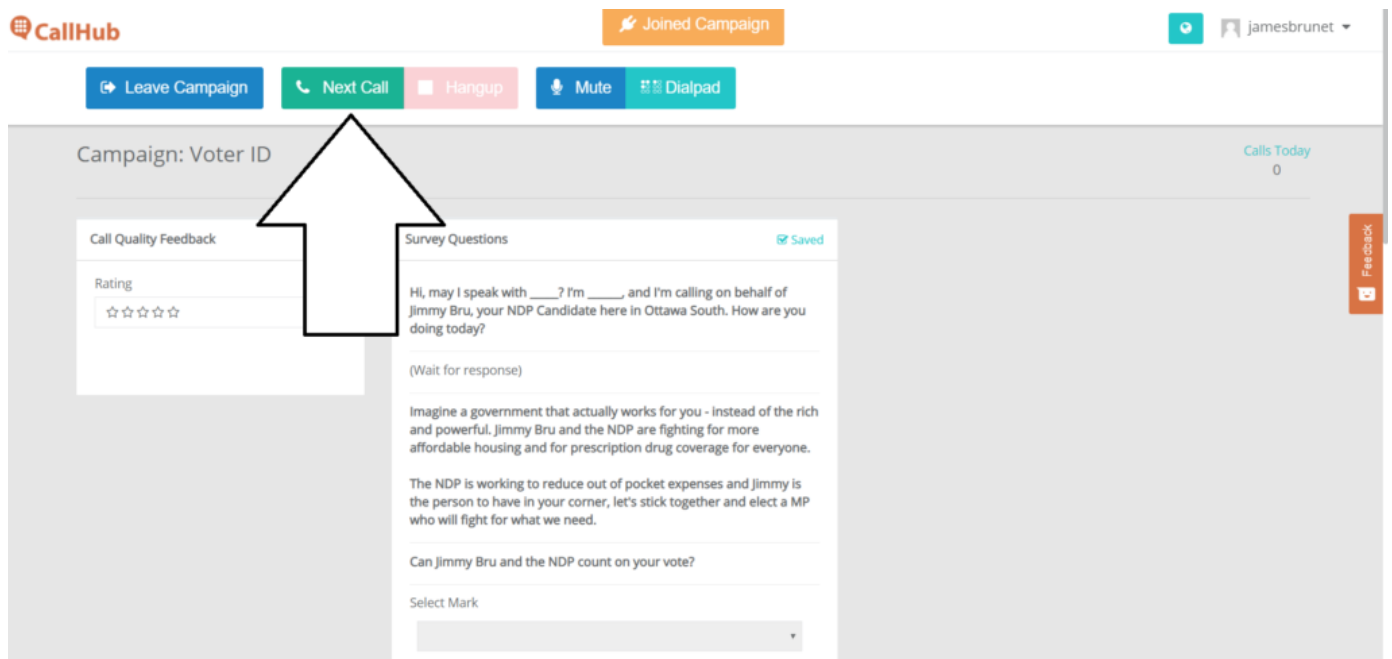 CallHub
Joined Campaign
jamesbrunet
Leave Campaign
Next Call
Hangup
Mute
Dialpad
Campaign: Voter ID
Calls Today
0
Call Quality Feedback
Rating
Survey Questions
Saved
Hi, may I speak with ____? I'm _____, and I'm calling on behalf of
Jimmy Bru, your NDP Candidate here in Ottawa South. How are you
doing today?
(Wait for response)
Imagine a government that actually works for you - instead of the rich
and powerful. Jimmy Bru and the NDP are fighting for more
affordable housing and for prescription drug coverage for everyone.
The NDP is working to reduce out of pocket expenses and Jimmy is
the person to have in your corner, let's stick together and elect a MP
who will fight for what we need.
Can Jimmy Bru and the NDP count on your vote?
Select Mark
Feedback